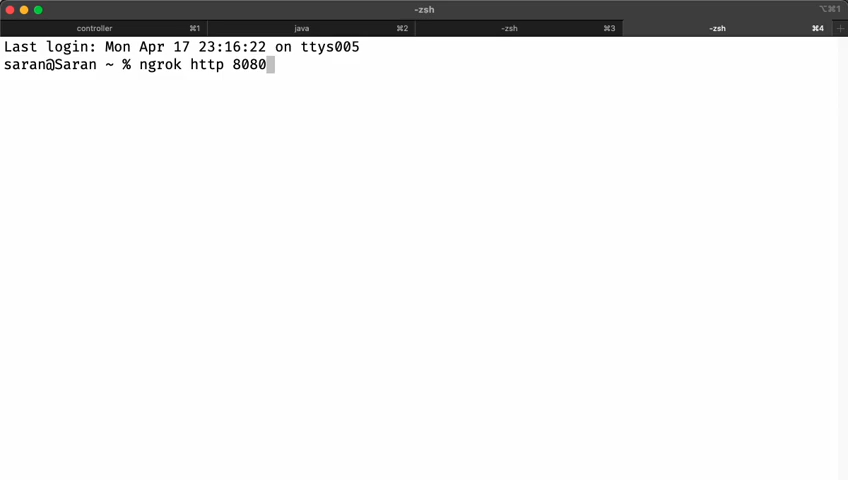 -zsh
⌥⌘1
controller ⌘1 java ⌘2 -zsh ⌘3 -zsh ⌘4 +
Last login: Mon Apr 17 23:16:22 on ttys005
saran@Saran ~ % ngrok http 8080